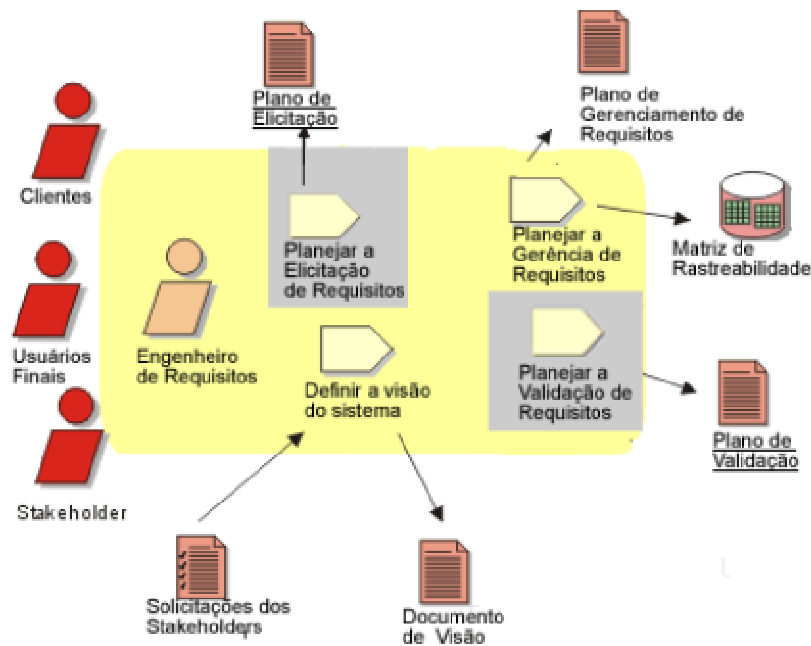 Plano de
Elicitação
Plano de
Gerenciamento de
Requisitos
Clientes
Planejar a
Elicitação
de Requisitos
Planejar a
Gerência de
Requisitos
Matriz de
Rastreabilidade
Usuários
Finais
Engenheiro
de Requisitos
Definir a visão
do sistema
Planejar a
Validação de
Requisitos
Plano de
Validação
Stakeholder
Solicitações dos
Stakeholders
Documento
de Visão